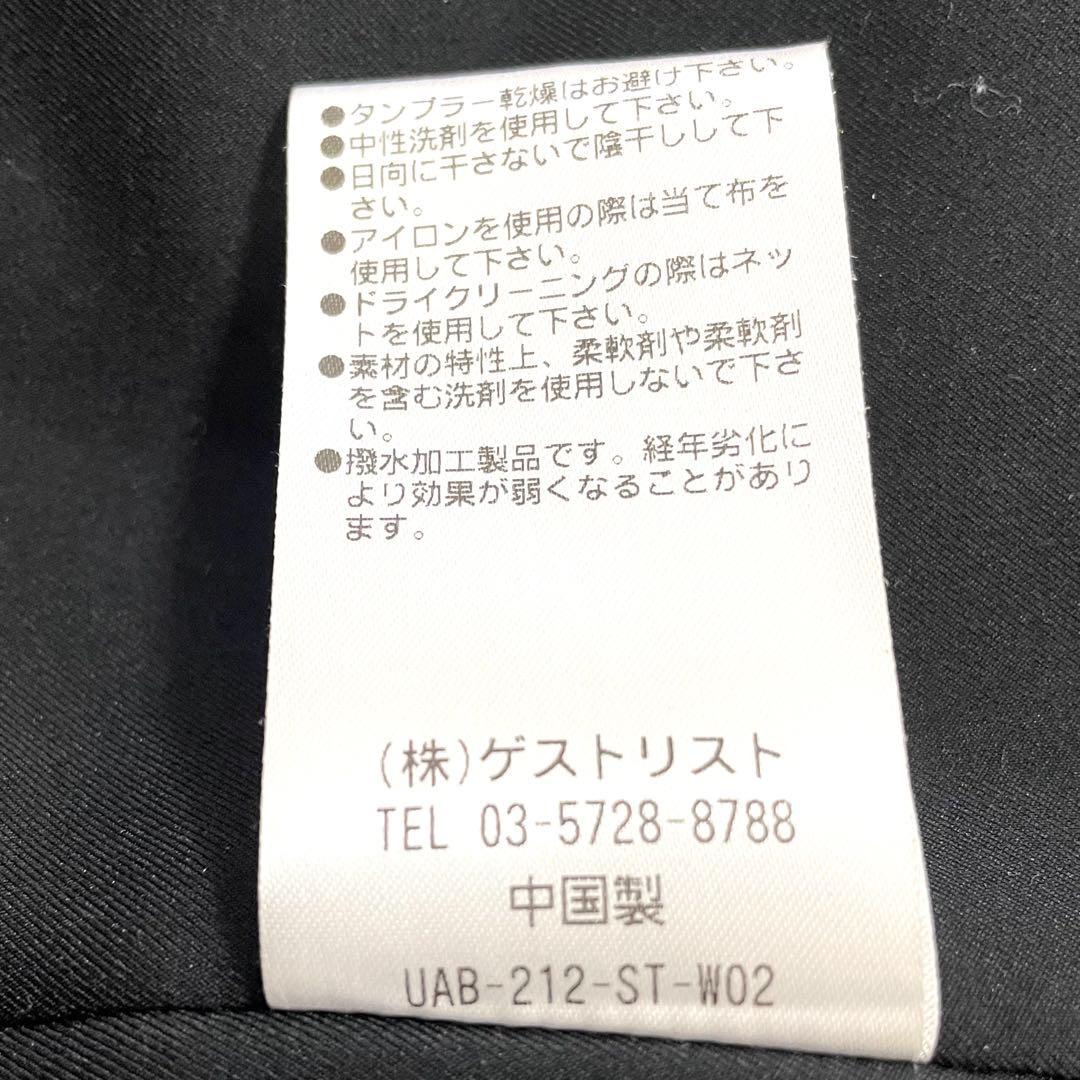 ●タンブラー乾燥はお避け下さい。
●中性洗剤を使用して下さい。
●日向に干さないで陰干しして下
さい。
●アイロンを使用の際は当て布を
使用して下さい。
●ドライクリーニングの際はネッ
トを使用して下さい。
●素材の特性上、柔軟剤や柔軟剤
を含む洗剤を使用しないで下さ
い。
●撥水加工製品です。経年劣化に
より効果が弱くなることがあり
ます。
(株)ゲストリスト
TEL 03-5728-8788
中国製
UAB-212-ST-W02